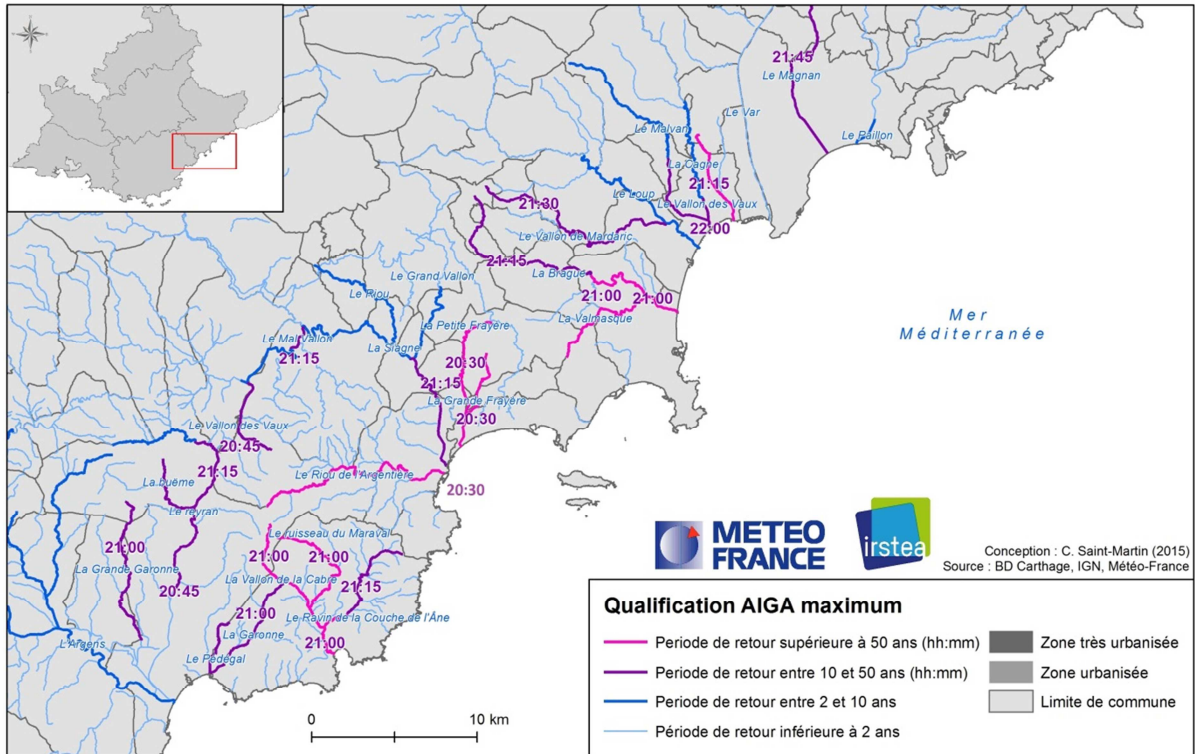 21:45
Le Magnan
Le Var
Le Malvan
Le Paillon
La Cagne
21:15
Le Loup
Le Vallon des Vaux
21:30
22:00
Le Vallon de Mardaric
21:15
La Brague
Le Grand Vallon
Le Riou
21:00
21:00
Mer
Méditerranée
La Valmasque
La Petite Frayère
Le Mal Vallon
La Siagne
21:15
20:30
21:15
La Grande Frayère
20:30
Le Vallon des Vaux
20:45
21:15
Le Riou de l'Argentière
La buême
20:30
Le reyran
Le ruisseau du Maraval
21:00
21:00
21:00
La Grande Garonne
La Vallon de la Cabre
21:15
20:45
21:00
Le Ravin de la Couche de l'Âne
La Garonne
21:00
L'Argens
Le Pédégal
0
10 km
METEO
FRANCE
irstea
Conception : C. Saint-Martin (2015)
Source : BD Carthage, IGN, Météo-France
Qualification AIGA maximum
Periode de retour supérieure à 50 ans (hh:mm)
Periode de retour entre 10 et 50 ans (hh:mm)
Periode de retour entre 2 et 10 ans
Période de retour inférieure à 2 ans
Zone très urbanisée
Zone urbanisée
Limite de commune